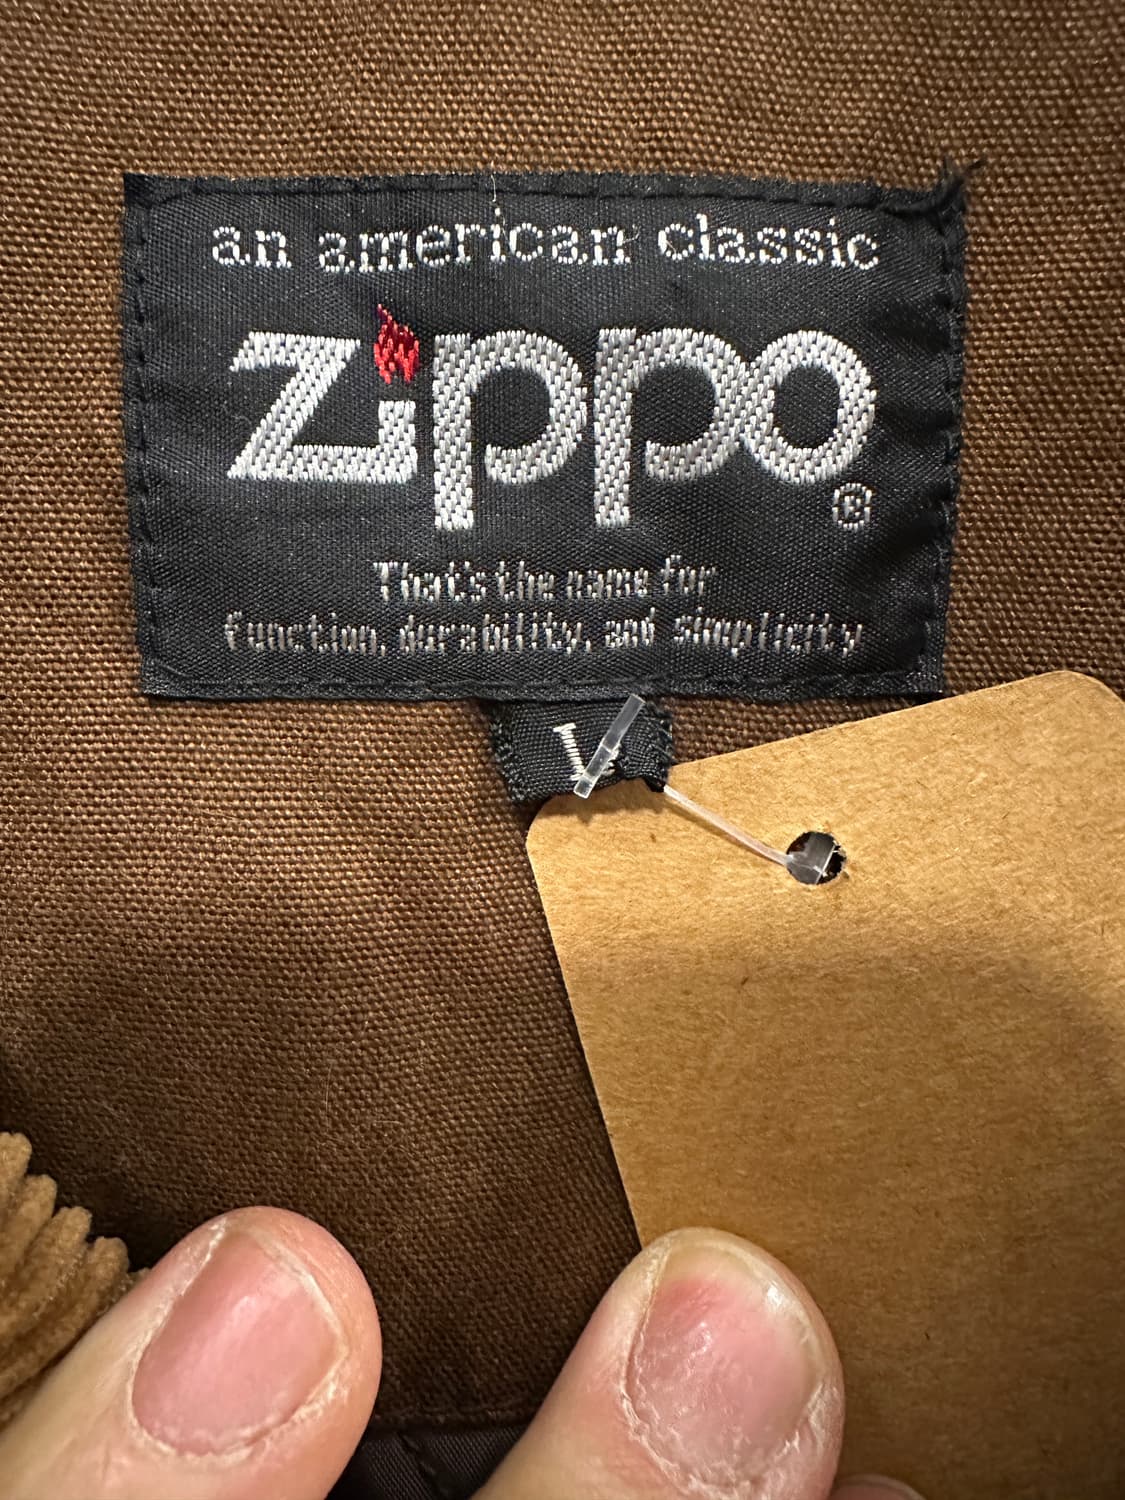 an american classic
Zippo
®
That's the name for
function, durability, and simplicity
L